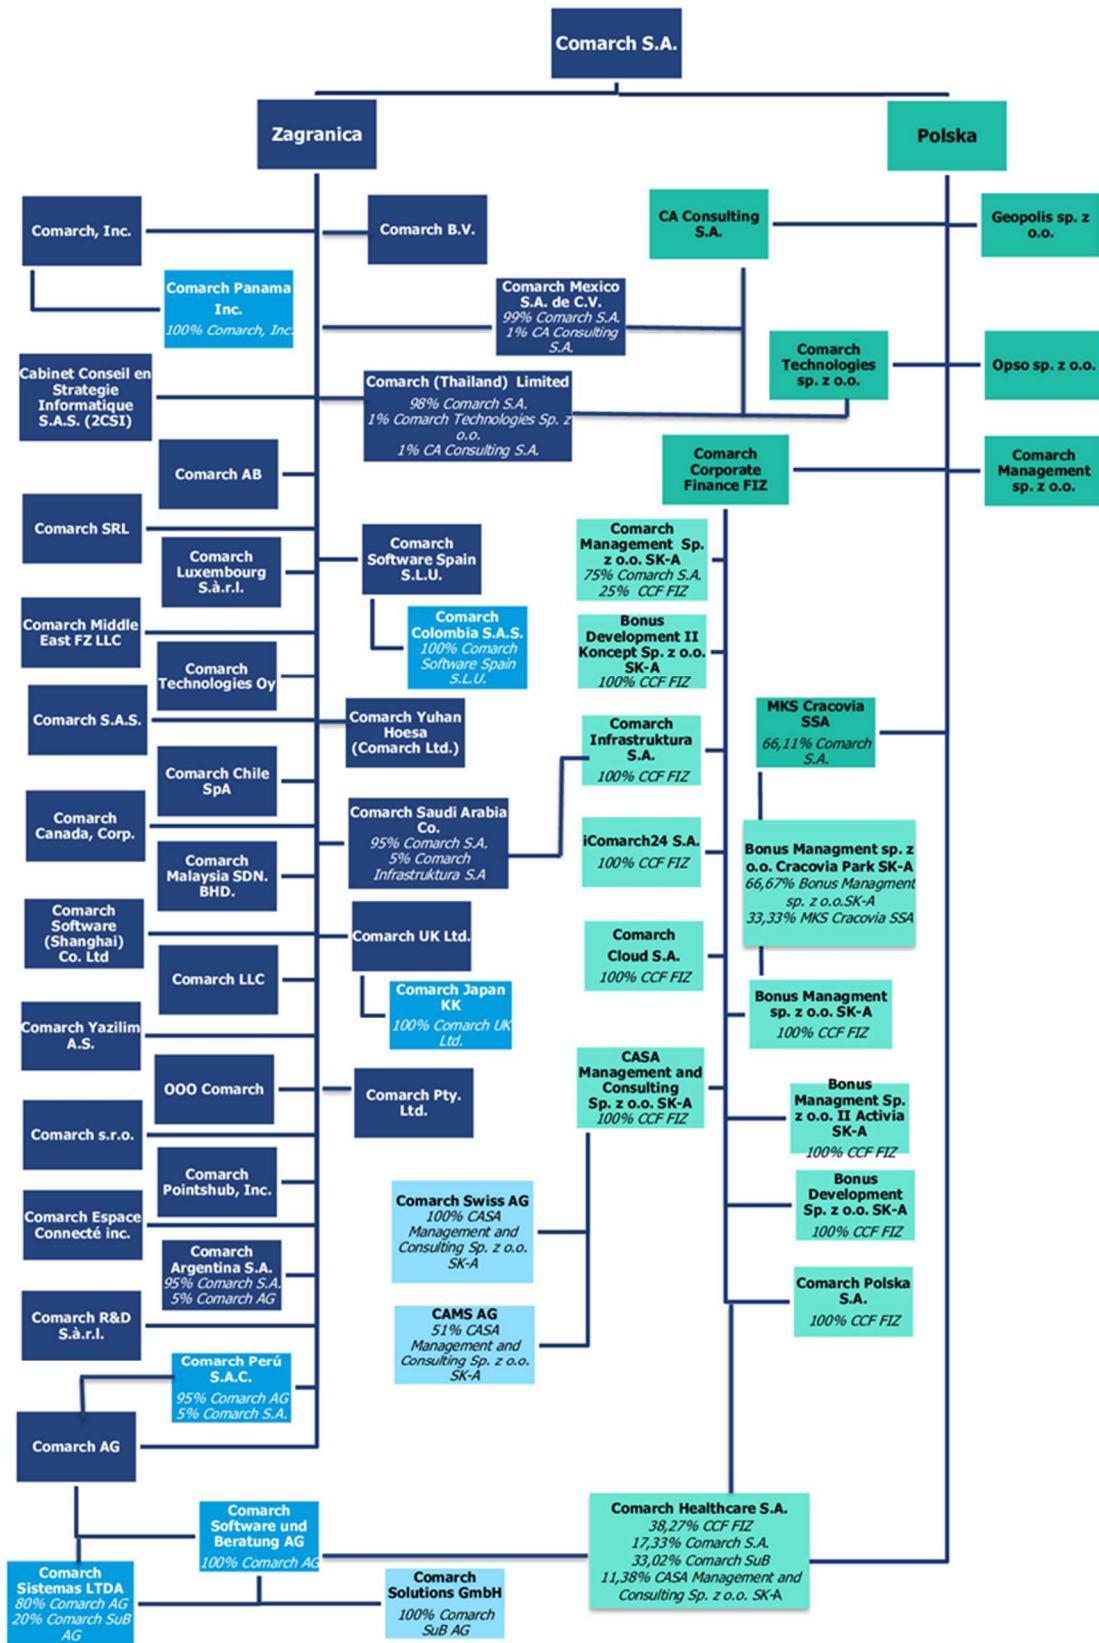 Comarch S.A.
Zagranica
Polska
Comarch, Inc.
Comarch B.V.
CA Consulting
S.A.
Geopolis sp. z
o.o.
Comarch Panama
Inc.
100% Comarch, Inc.
Comarch Mexico
S.A. de C.V.
99% Comarch S.A.
1% CA Consulting
S.A.
Comarch
Technologies
sp. z o.o.
Opso sp. z o.o.
Cabinet Conseil en
Strategie
Informatique
S.A.S. (2CSI)
Comarch (Thailand) Limited
98% Comarch S.A.
1% Comarch Technologies Sp. z
o.o.
1% CA Consulting S.A.
Comarch AB
Comarch
Corporate
Finance FIZ
Comarch
Management
sp. z o.o.
Comarch SRL
Comarch
Luxembourg
S.à.r.l.
Comarch
Software Spain
S.L.U.
Comarch
Management Sp.
z o.o. SK-A
75% Comarch S.A.
25% CCF FIZ
Comarch Middle
East FZ LLC
Comarch
Colombia S.A.S.
100% Comarch
Software Spain
S.L.U.
Bonus
Development II
Koncept Sp. z o.o.
SK-A
100% CCF FIZ
Comarch
Technologies Oy
Comarch S.A.S.
Comarch Yuhan
Hoesa
(Comarch Ltd.)
Comarch
Infrastruktura
S.A.
100% CCF FIZ
MKS Cracovia
SSA
66,11% Comarch
S.A.
Comarch Chile
SpA
Comarch
Canada, Corp.
Comarch Saudi Arabia
Co.
95% Comarch S.A.
5% Comarch
Infrastruktura S.A
iComarch24 S.A.
100% CCF FIZ
Bonus Managment sp. z
o.o. Cracovia Park SK-A
66,67% Bonus Managment
sp. z o.o.SK-A
33,33% MKS Cracovia SSA
Comarch
Malaysia SDN.
BHD.
Comarch
Software
(Shanghai)
Co. Ltd
Comarch UK Ltd.
Comarch
Cloud S.A.
100% CCF FIZ
Comarch LLC
Comarch Japan
KK
100% Comarch UK
Ltd.
Bonus Managment
sp. z o.o. SK-A
100% CCF FIZ
Comarch Yazilim
A.S.
OOO Comarch
Comarch Pty.
Ltd.
CASA
Management and
Consulting
Sp. z o.o. SK-A
100% CCF FIZ
Bonus
Managment Sp.
z o.o. II Activia
SK-A
100% CCF FIZ
Comarch s.r.o.
Comarch
Pointshub, Inc.
Bonus
Development
Sp. z o.o. SK-A
100% CCF FIZ
Comarch Espace
Connecté inc.
Comarch Swiss AG
100% CASA
Management and
Consulting Sp. z o.o.
SK-A
Comarch
Argentina S.A.
95% Comarch S.A.
5% Comarch AG
Comarch Polska
S.A.
100% CCF FIZ
Comarch R&D
S.à.r.l.
CAMS AG
51% CASA
Management and
Consulting Sp. z o.o.
SK-A
Comarch Perú
S.A.C.
95% Comarch AG
5% Comarch S.A.
Comarch AG
Comarch
Software und
Beratung AG
100% Comarch AG
Comarch Healthcare S.A.
38,27% CCF FIZ
17,33% Comarch S.A.
33,02% Comarch SuB
11,38% CASA Management and
Consulting Sp. z o.o. SK-A
Comarch
Sistemas LTDA
80% Comarch AG
20% Comarch SuB
AG
Comarch
Solutions GmbH
100% Comarch
SuB AG